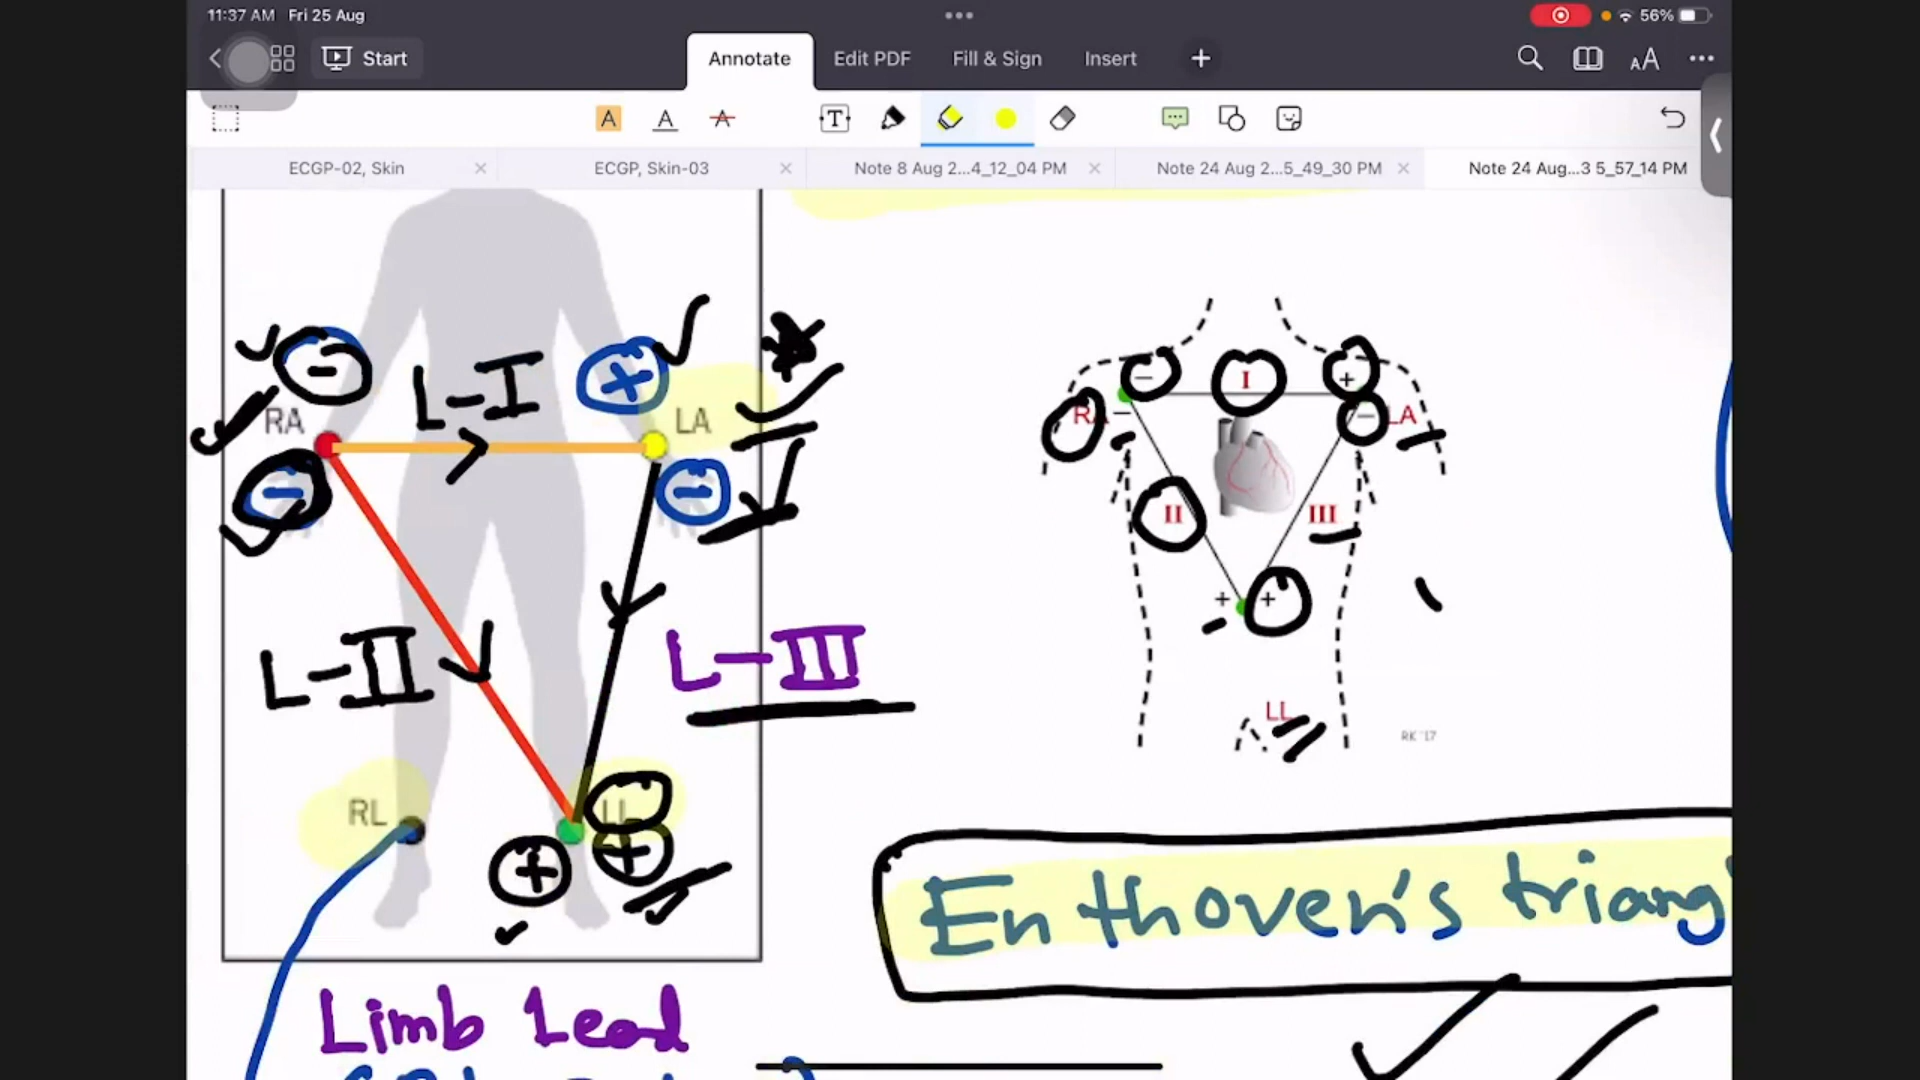 11:37 AM Fri 25 Aug
56%
Start
Annotate
Edit PDF
Fill & Sign
Insert
ECGP-02, Skin
ECGP, Skin-03
Note 8 Aug 2...4_12_04 PM
Note 24 Aug 2...5_49_30 PM
Note 24 Aug...3 5_57_14 PM
RA
L-I
LA
L-II
L-III
RL
LL
I
RA
LA
II
III
LL
RK '17
Enthoven's triang
Limb Lead